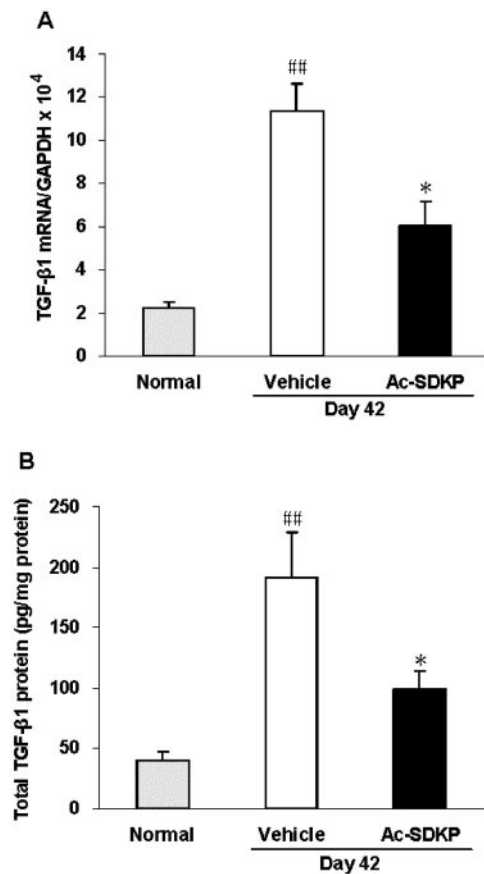 A
TGF-β1 mRNA/GAPDH x 10⁴
14
12
10
8
6
4
2
0
##
*
Normal Vehicle Ac-SDKP
Day 42
B
Total TGF-β1 protein (pg/mg protein)
250
200
150
100
50
0
##
*
Normal Vehicle Ac-SDKP
Day 42